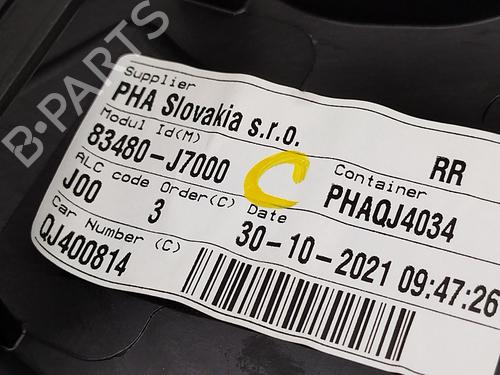 B-PARTS
Supplier
PHA Slovakia s.r.o.
RR
Modul Id(M)
Container
83480-J7000
C
PHAQJ4034
ALC code Order(C) Date
J00 3 30-10-2021 09:47:26
Car Number (C)
QJ400814